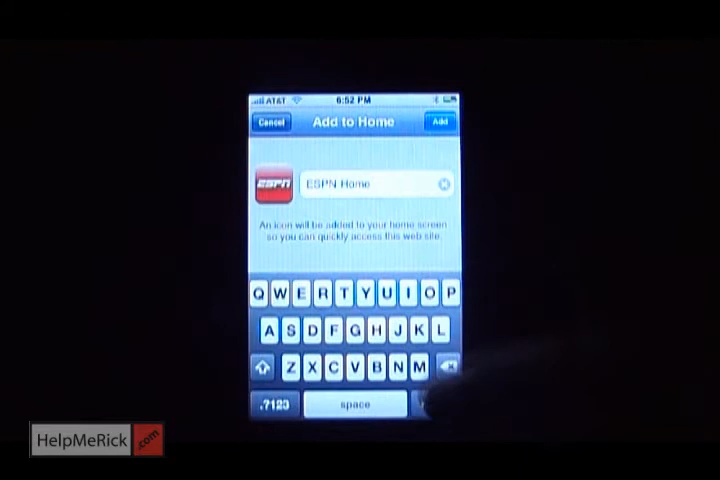 AT&T 6:52 PM
Cancel Add to Home Add
ESPN ESPN Home
An icon will be added to your home screen
so you can quickly access this web site.
Q W E R T Y U I O P
A S D F G H J K L
Z X C V B N M
.?123 space
HelpMeRick.com